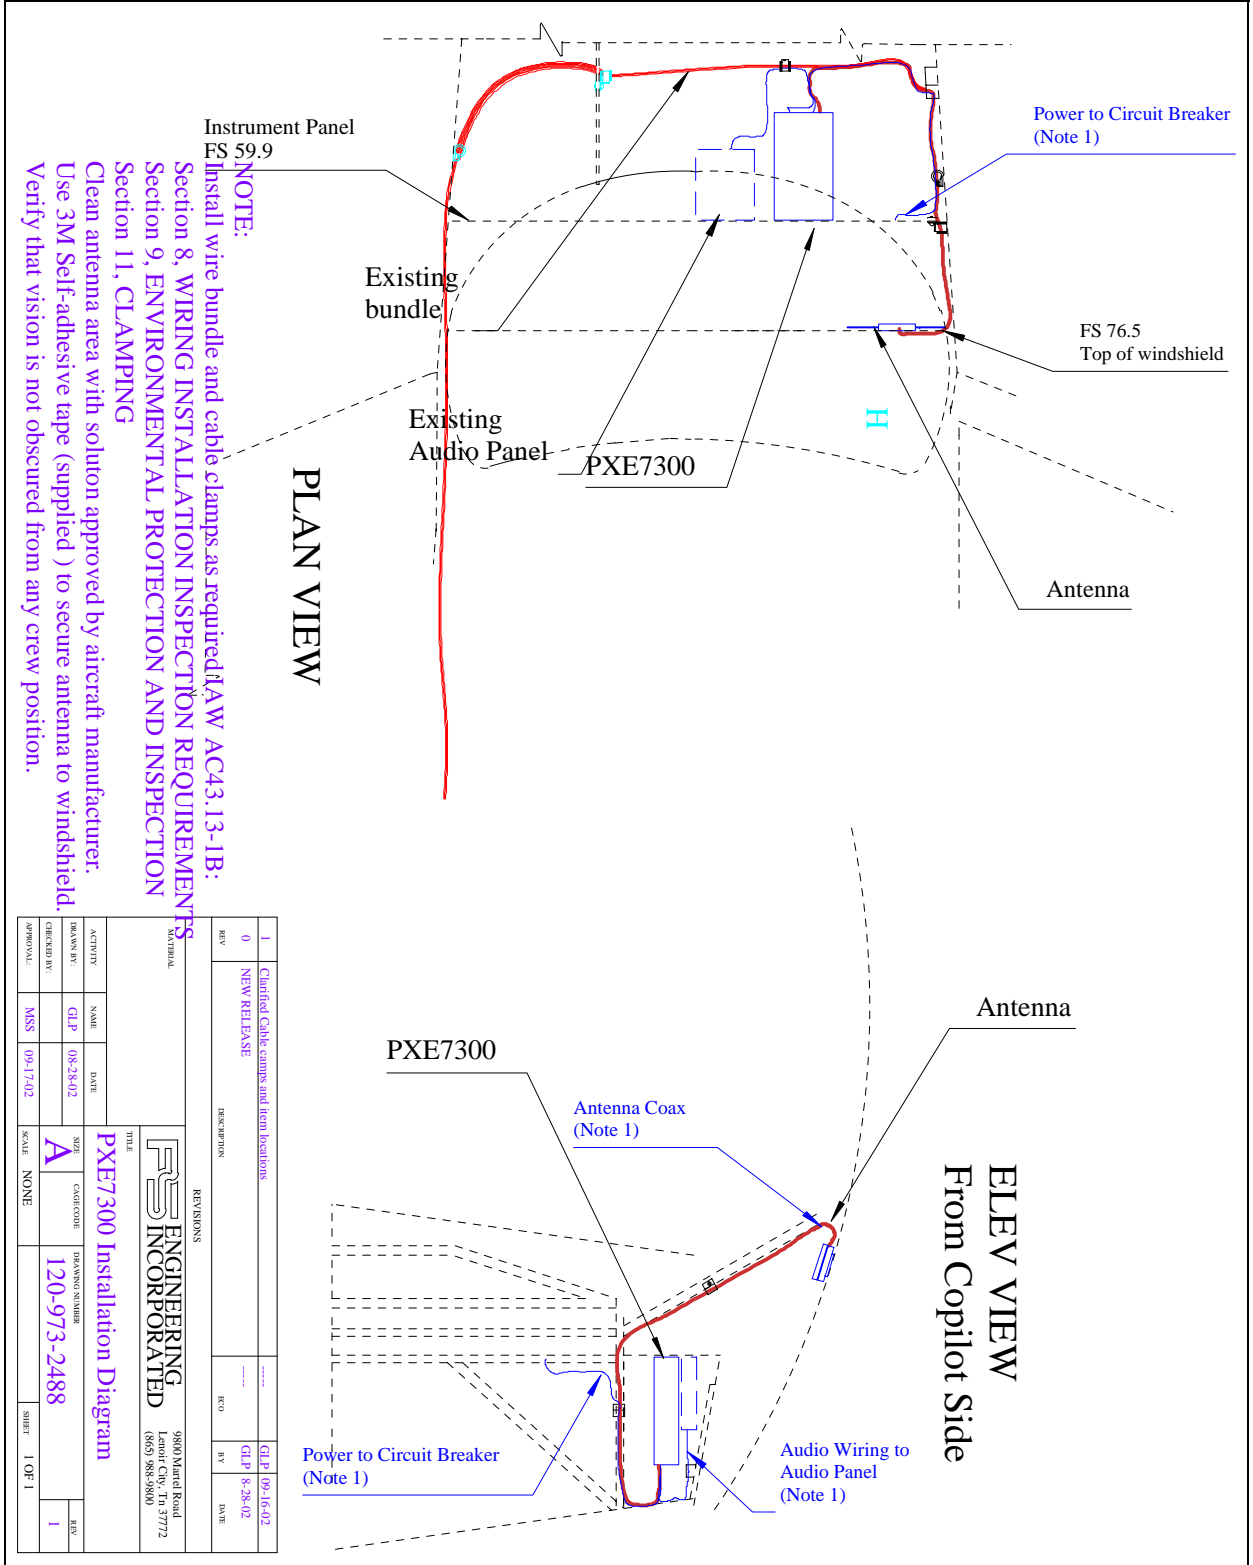 Instrument Panel
FS 59.9
Power to Circuit Breaker
(Note 1)
Existing
bundle
FS 76.5
Top of windshield
Existing
Audio Panel
PXE7300
H
Antenna
PLAN VIEW
NOTE:
Install wire bundle and cable clamps as required IAW AC43.13-1B:
Section 8, WIRING INSTALLATION INSPECTION REQUIREMENTS
Section 9, ENVIRONMENTAL PROTECTION AND INSPECTION
Section 11, CLAMPING
Clean antenna area with soluton approved by aircraft manufacturer.
Use 3M Self-adhesive tape (supplied ) to secure antenna to windshield.
Verify that vision is not obscured from any crew position.
Antenna
PXE7300
Antenna Coax
(Note 1)
ELEV VIEW
From Copilot Side
Power to Circuit Breaker
(Note 1)
Audio Wiring to
Audio Panel
(Note 1)
1 Clarified Cable camps and item locations ---- GLP 09-16-02
0 NEW RELEASE ---- GLP 8-28-02
REV DESCRIPTION ECO BY DATE
REVISIONS
MATERIAL
ENGINEERING
INCORPORATED
9800 Martel Road
Lenoir City, Tn 37772
(865) 988-9800
TITLE
PXE7300 Installation Diagram
ACTIVITY NAME DATE
DRAWN BY: GLP 08-28-02
CHECKED BY:
APPROVAL: MSS 09-17-02
SIZE CAGE CODE DRAWING NUMBER REV
A 120-973-2488 1
SCALE NONE SHEET 1 OF 1